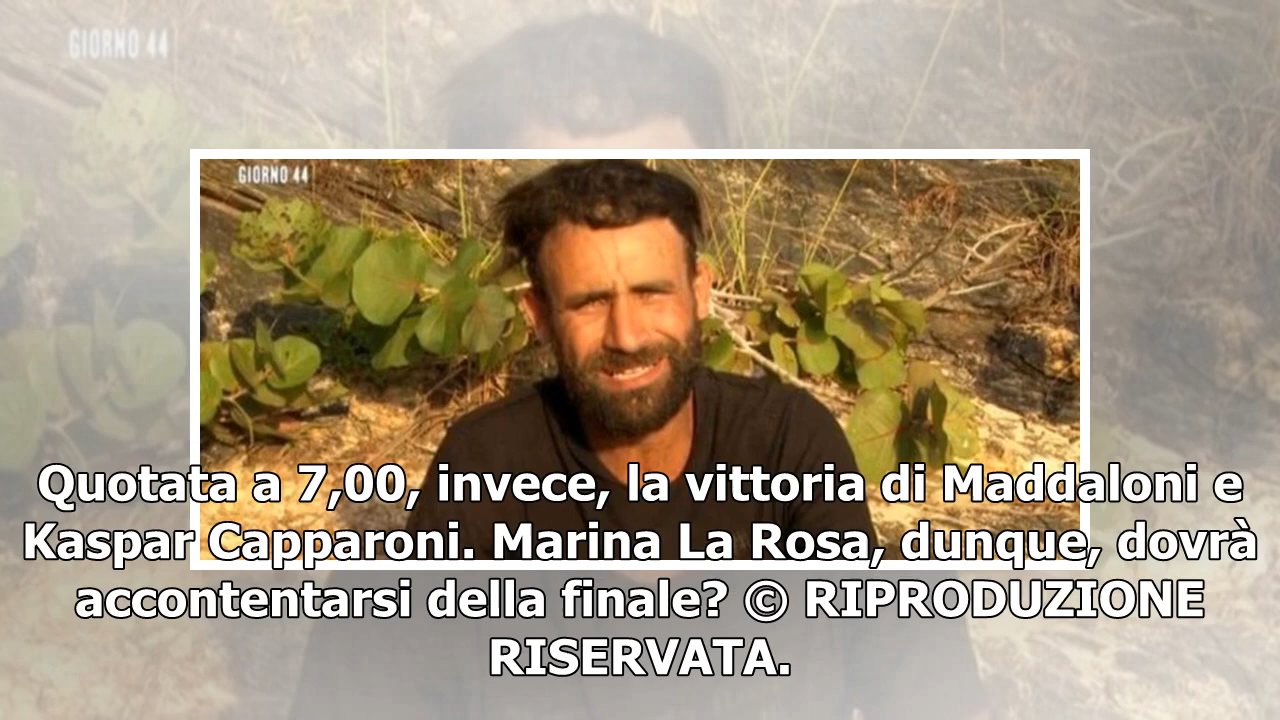 GIORNO 44
GIORNO 44
Quotata a 7,00, invece, la vittoria di Maddaloni e
Kaspar Capparoni. Marina La Rosa, dunque, dovrà
accontentarsi della finale? © RIPRODUZIONE
RISERVATA.